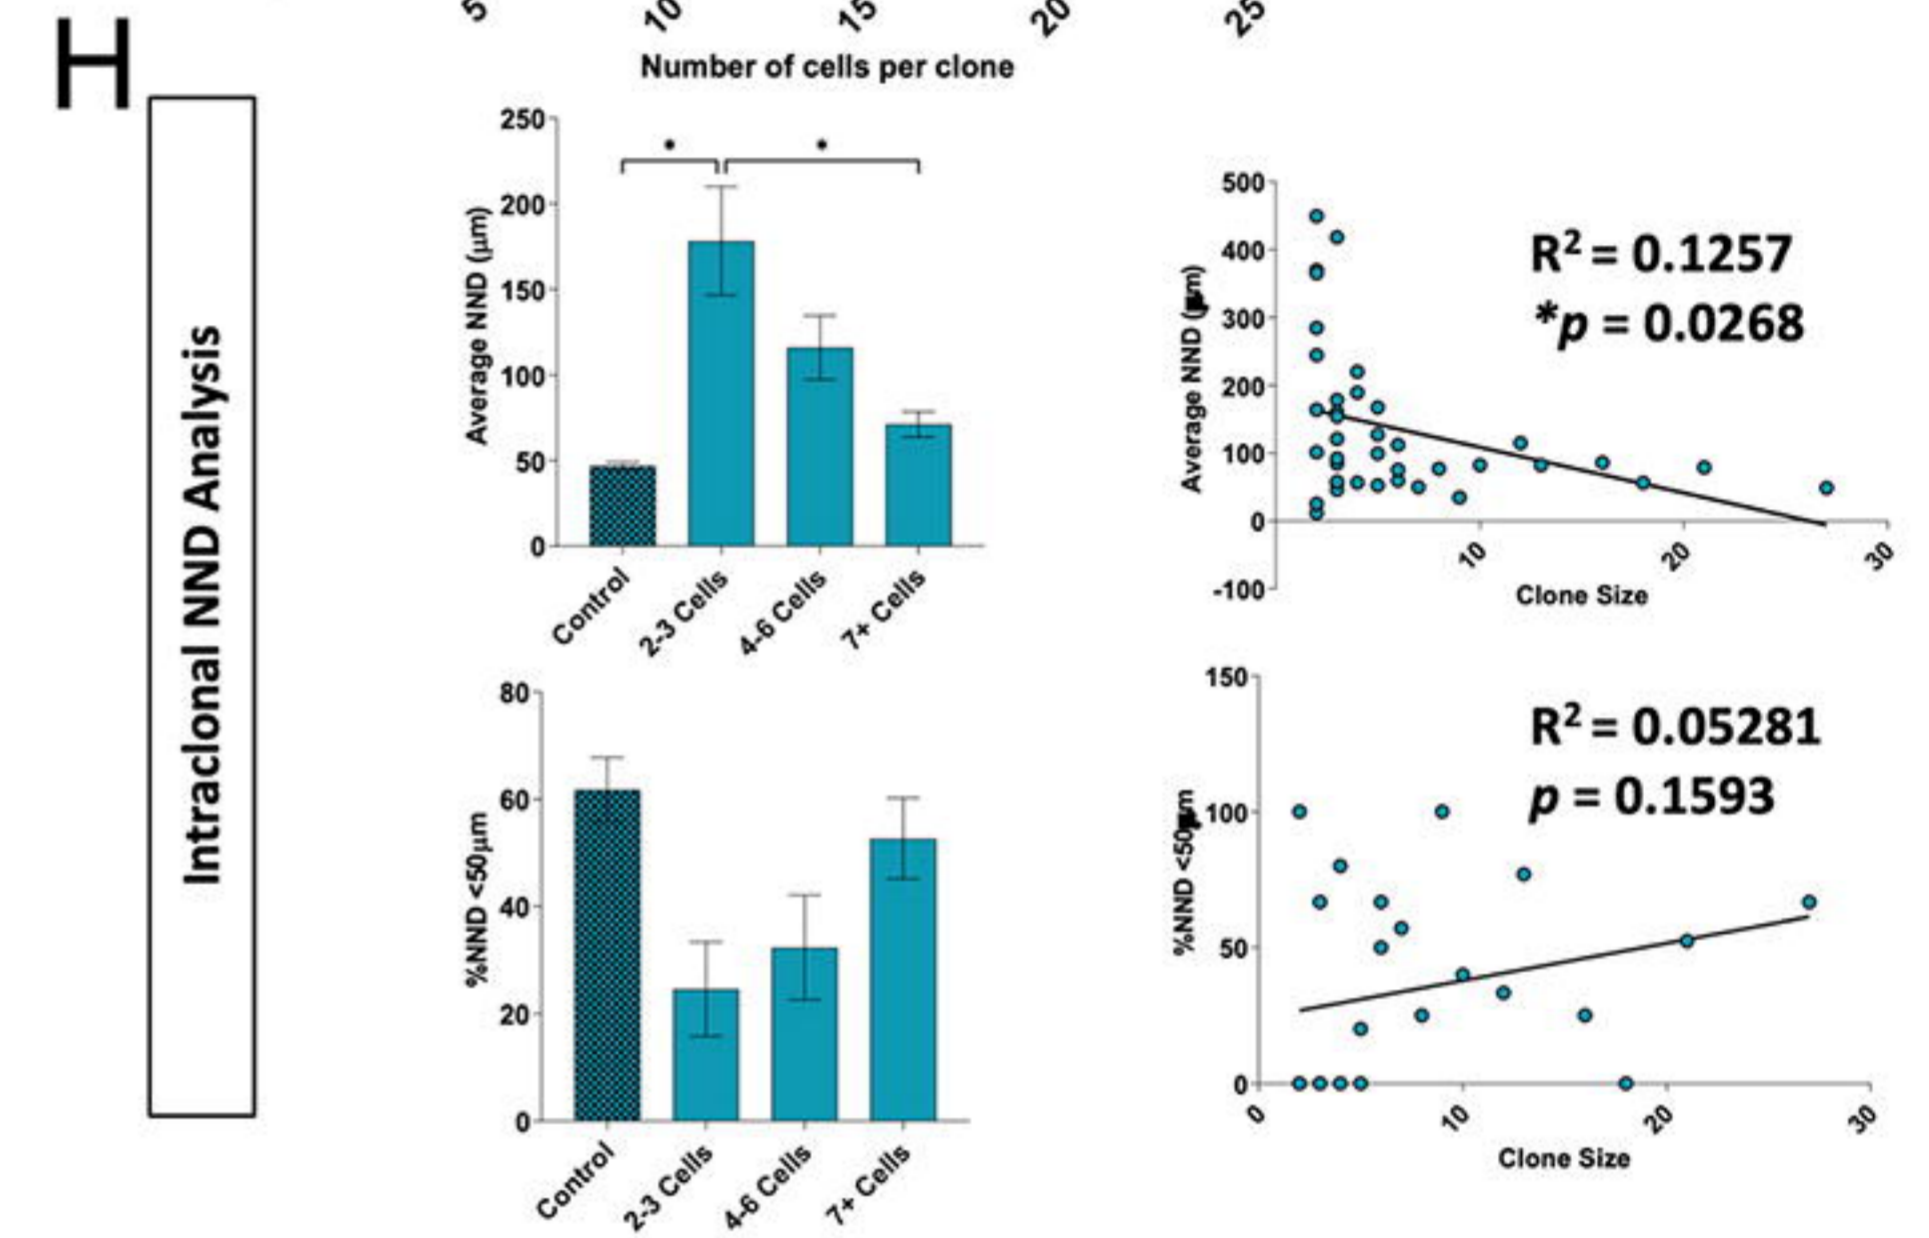 H
5 10 15 20 25
Number of cells per clone
Intraclonal NND Analysis
250
200
150
100
50
0
Average NND (μm)
* *
Control
2-3 Cells
4-6 Cells
7+ Cells
500
400
300
200
100
0
-100
Average NND (μm)
R² = 0.1257
*p = 0.0268
10 20 30
Clone Size
80
60
40
20
0
%NND <50μm
Control
2-3 Cells
4-6 Cells
7+ Cells
150
100
50
0
%NND <50μm
R² = 0.05281
p = 0.1593
0 10 20 30
Clone Size